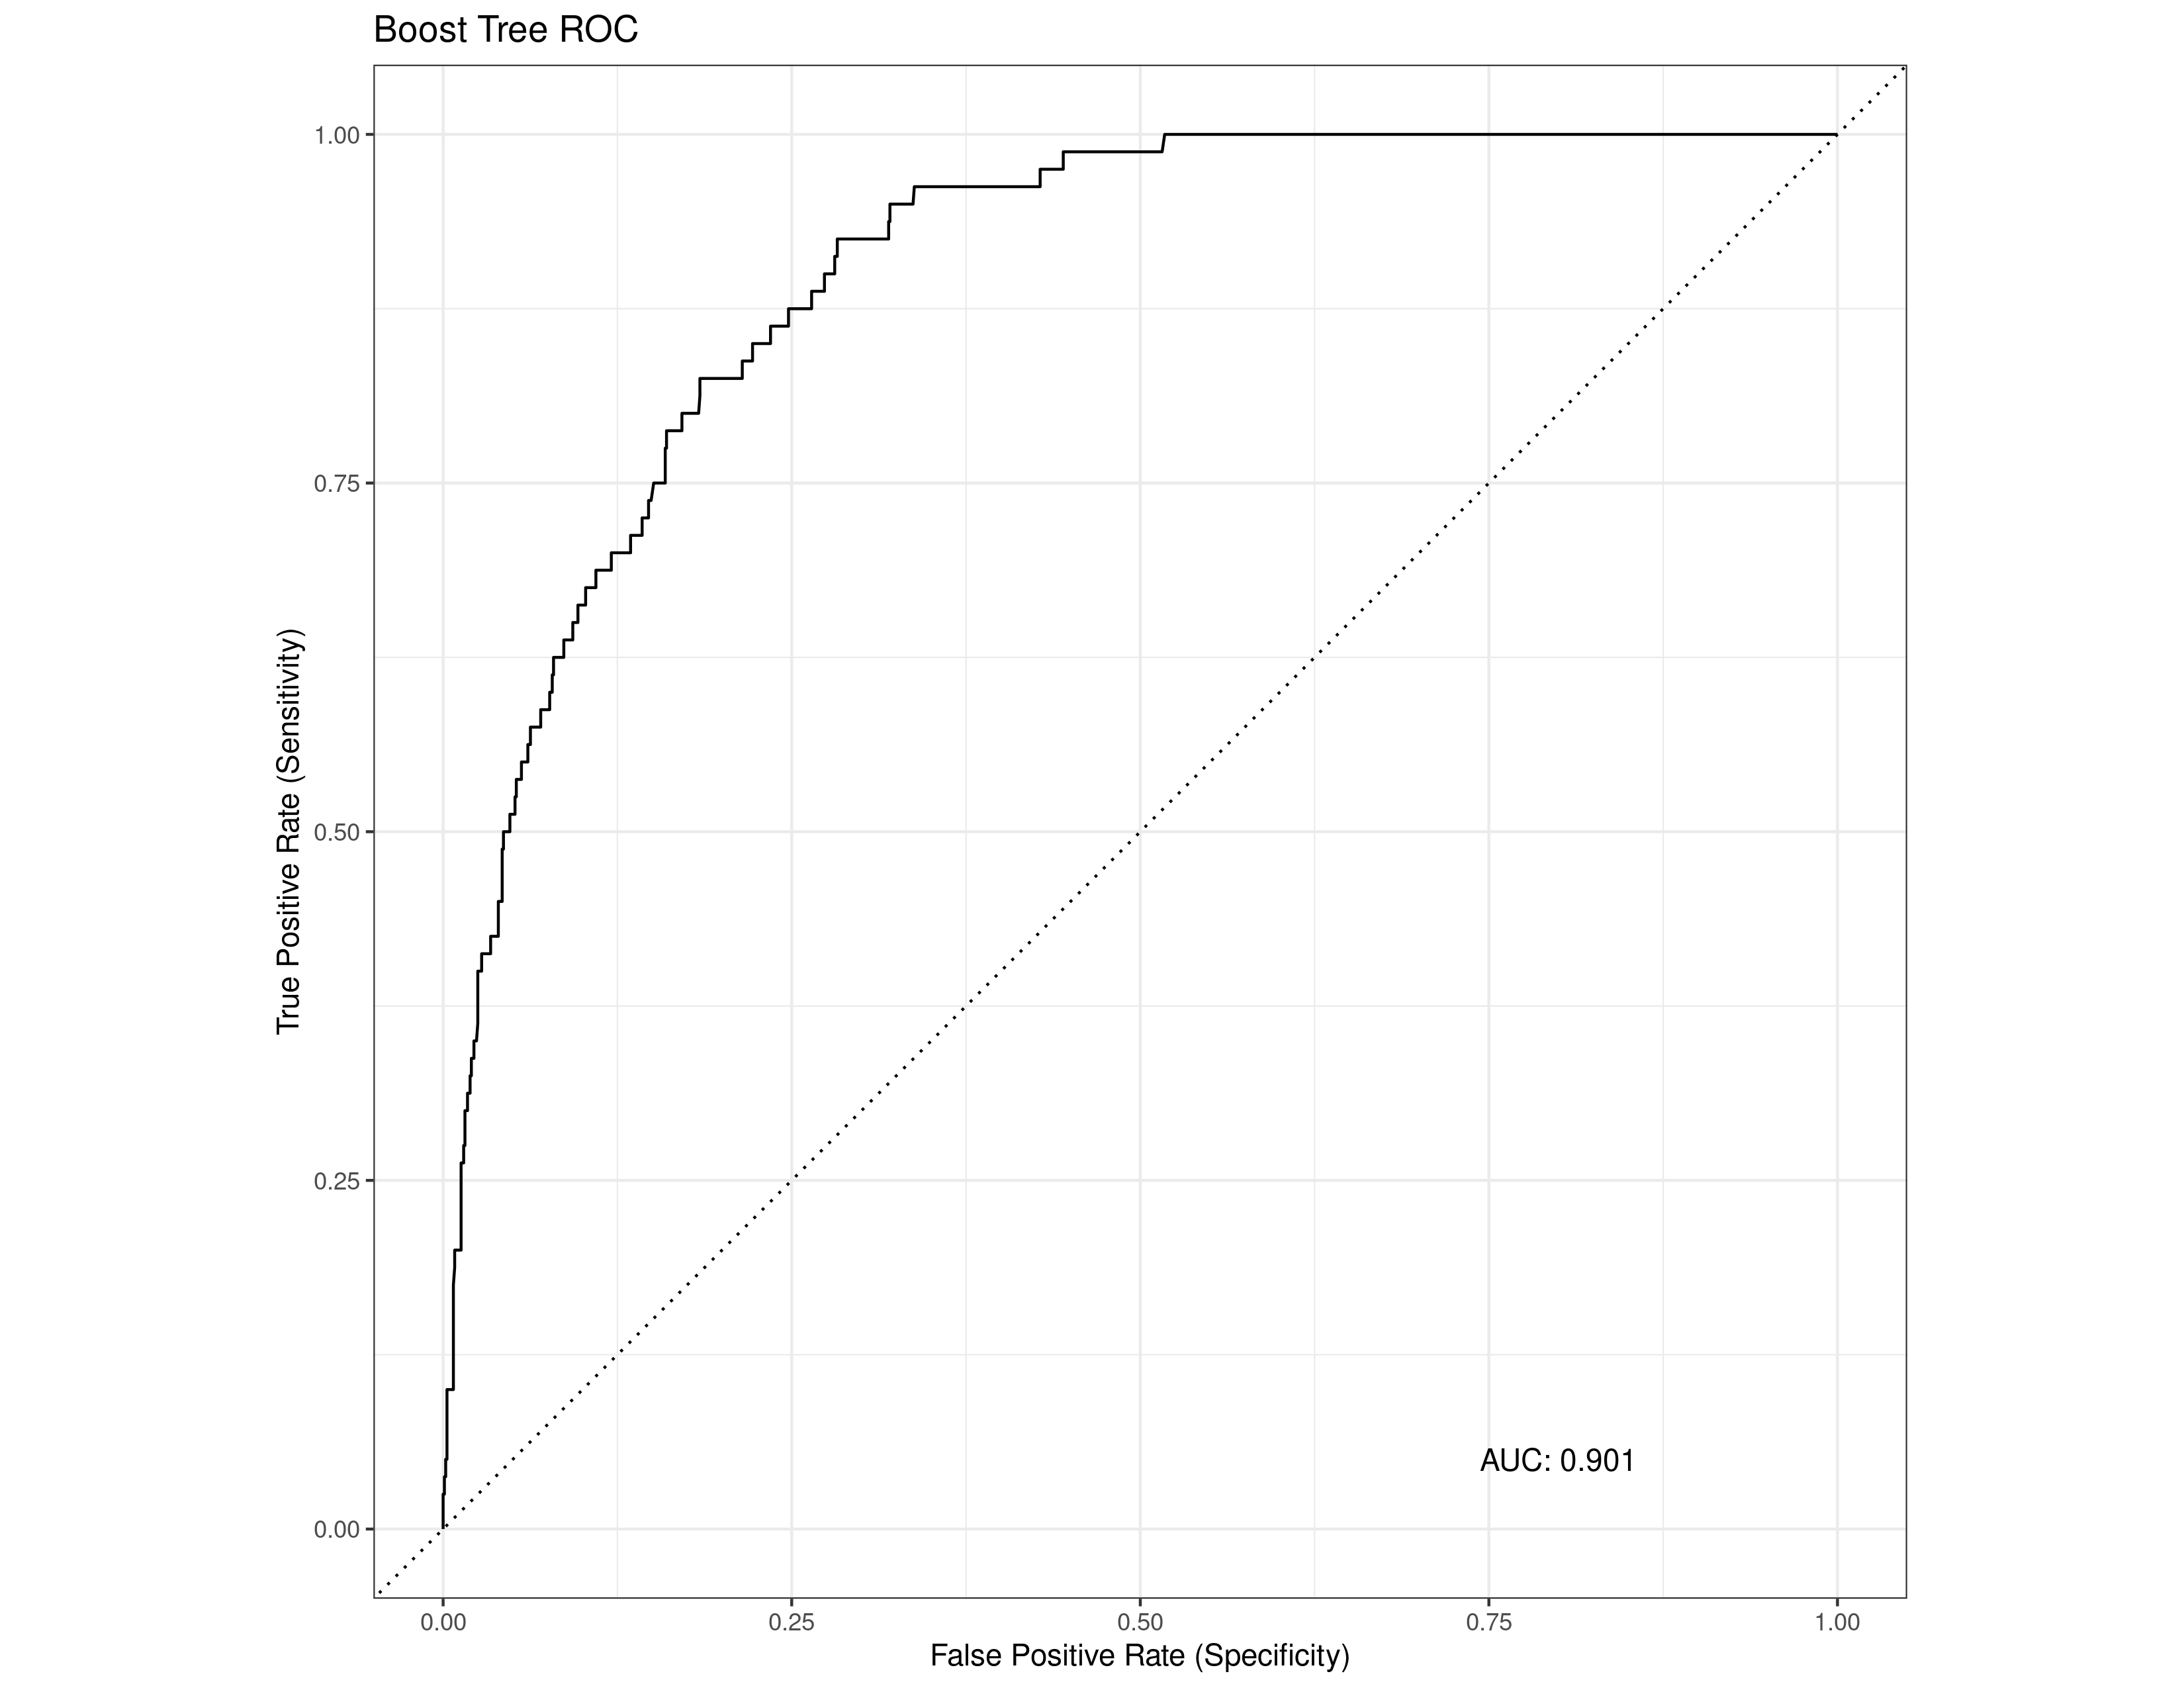 Boost Tree ROC
True Positive Rate (Sensitivity)
1.00
0.75
0.50
0.25
0.00
AUC: 0.901
0.00 0.25 0.50 0.75 1.00
False Positive Rate (Specificity)